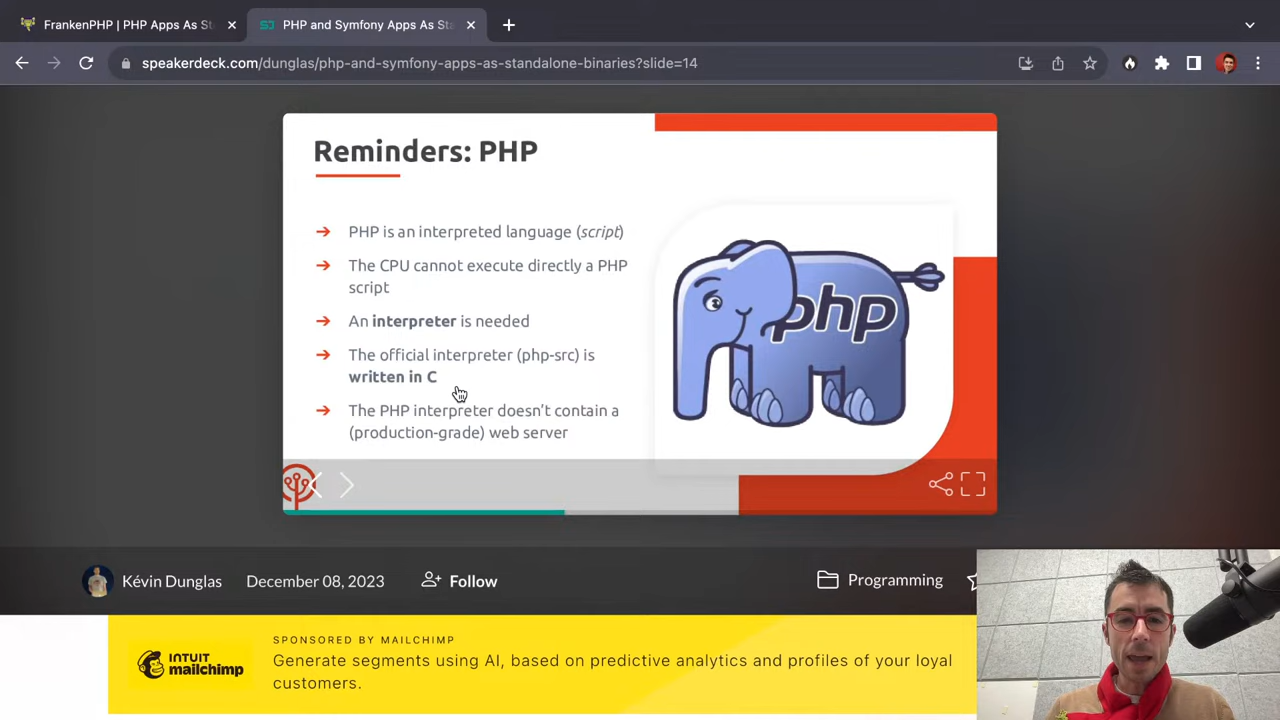 FrankenPHP | PHP Apps As St
PHP and Symfony Apps As Sta
speakerdeck.com/dunglas/php-and-symfony-apps-as-standalone-binaries?slide=14
Reminders: PHP
PHP is an interpreted language (script)
The CPU cannot execute directly a PHP
script
An interpreter is needed
The official interpreter (php-src) is
written in C
The PHP interpreter doesn't contain a
(production-grade) web server
php
Kévin Dunglas
December 08, 2023
Follow
Programming
SPONSORED BY MAILCHIMP
INTUIT
mailchimp
Generate segments using AI, based on predictive analytics and profiles of your loyal
customers.